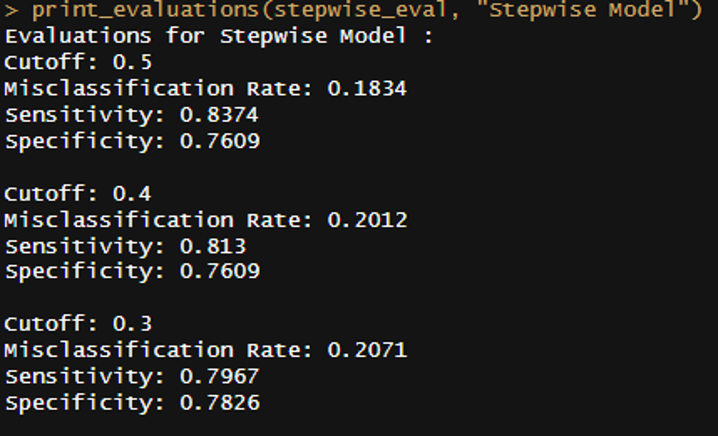 > print_evaluations(stepwise_eval, "Stepwise Model")
Evaluations for Stepwise Model :
Cutoff: 0.5
Misclassification Rate: 0.1834
Sensitivity: 0.8374
Specificity: 0.7609
Cutoff: 0.4
Misclassification Rate: 0.2012
Sensitivity: 0.813
Specificity: 0.7609
Cutoff: 0.3
Misclassification Rate: 0.2071
Sensitivity: 0.7967
Specificity: 0.7826